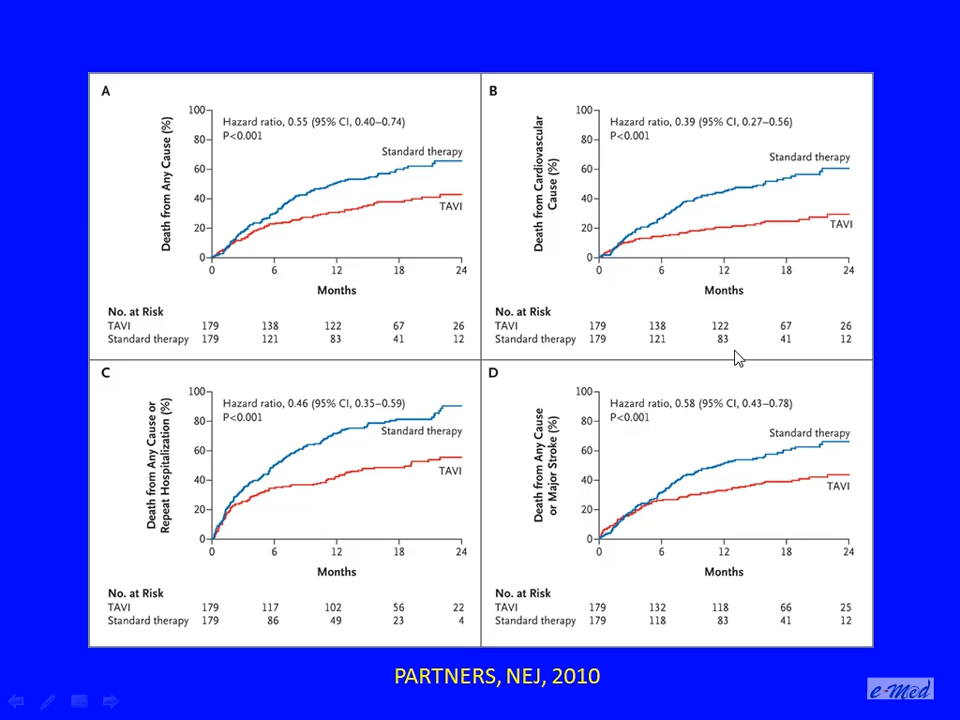 A
Death from Any Cause (%)
100
80
60
40
20
0
Hazard ratio, 0.55 (95% CI, 0.40–0.74)
P<0.001
Standard therapy
TAVI
0 6 12 18 24
Months
No. at Risk
TAVI 179 138 122 67 26
Standard therapy 179 121 83 41 12
B
Death from Cardiovascular
Cause (%)
100
80
60
40
20
0
Hazard ratio, 0.39 (95% CI, 0.27–0.56)
P<0.001
Standard therapy
TAVI
0 6 12 18 24
Months
No. at Risk
TAVI 179 138 122 67 26
Standard therapy 179 121 83 41 12
C
Death from Any Cause or
Repeat Hospitalization (%)
100
80
60
40
20
0
Hazard ratio, 0.46 (95% CI, 0.35–0.59)
P<0.001
Standard therapy
TAVI
0 6 12 18 24
Months
No. at Risk
TAVI 179 117 102 56 22
Standard therapy 179 86 49 23 4
D
Death from Any Cause
or Major Stroke (%)
100
80
60
40
20
0
Hazard ratio, 0.58 (95% CI, 0.43–0.78)
P<0.001
Standard therapy
TAVI
0 6 12 18 24
Months
No. at Risk
TAVI 179 132 118 66 25
Standard therapy 179 118 83 41 12
PARTNERS, NEJ, 2010
e-Med